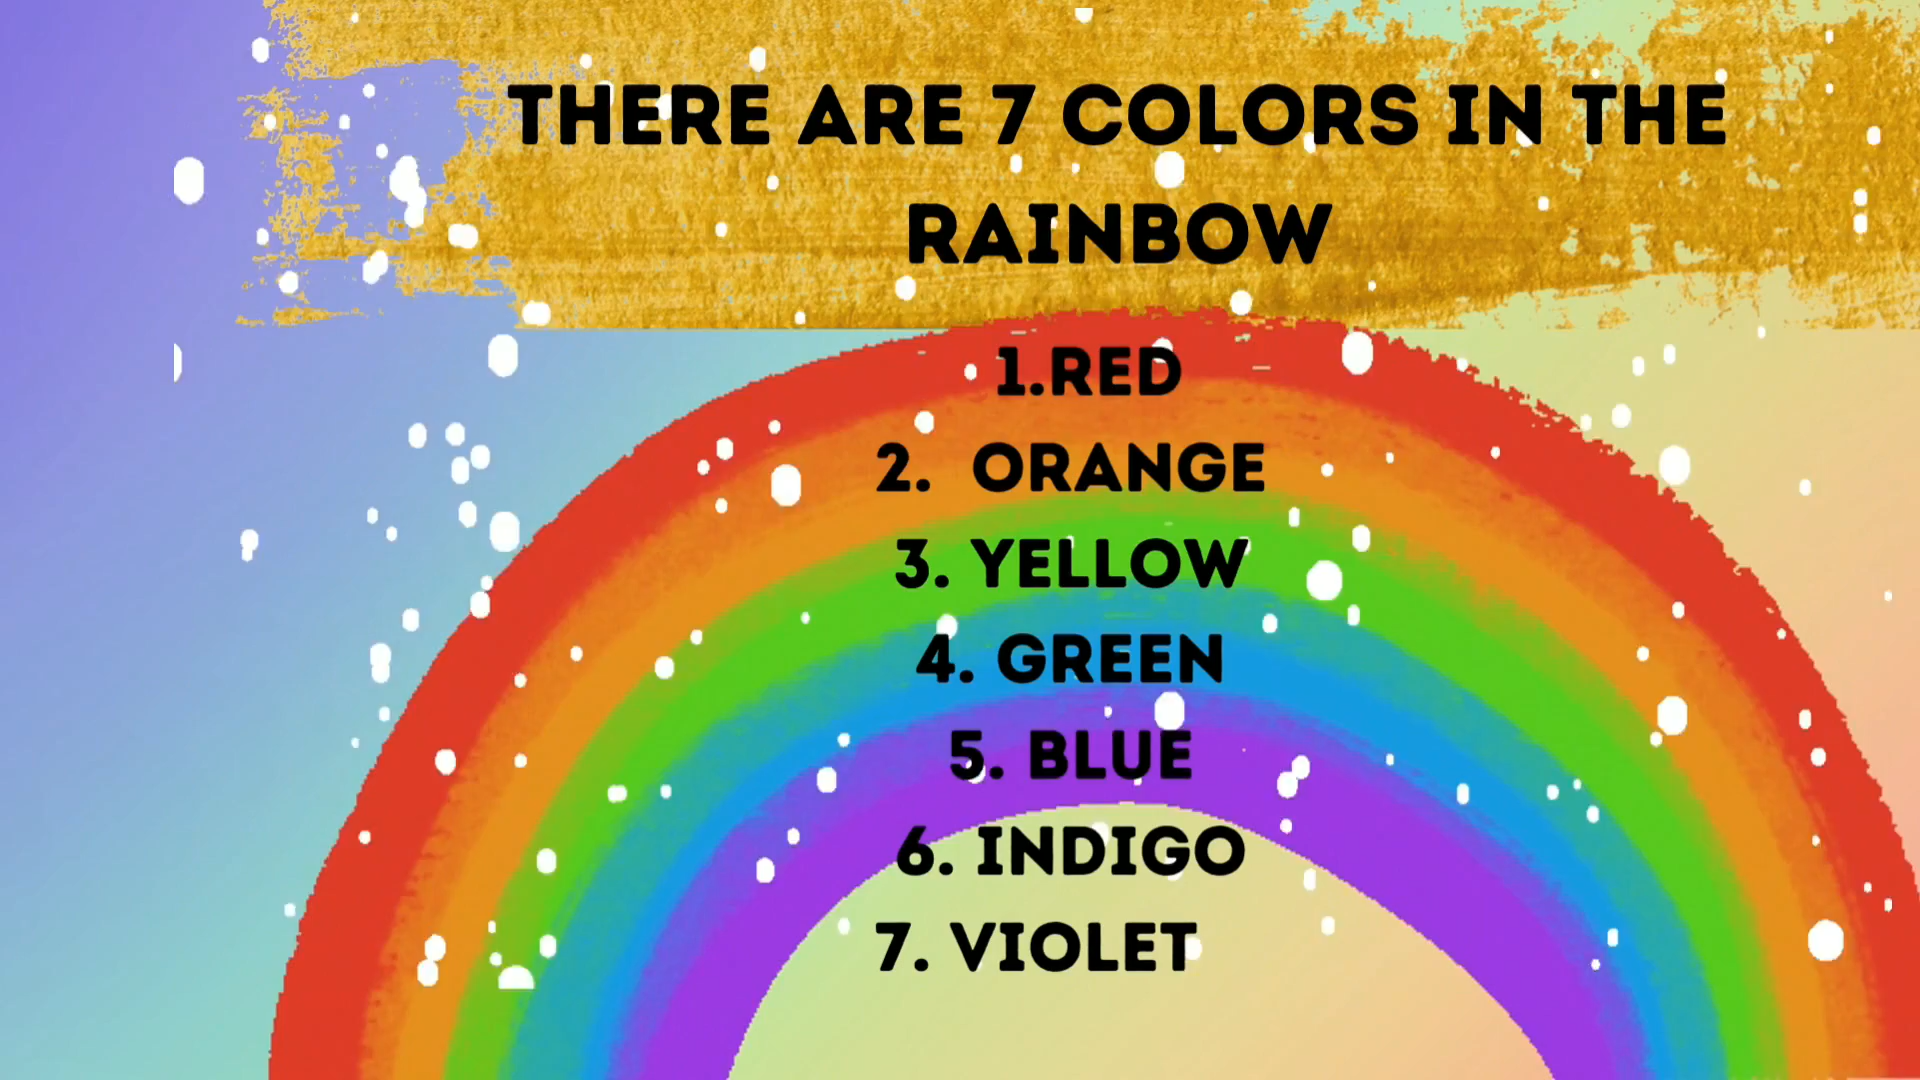 THERE ARE 7 COLORS IN THE
RAINBOW
1.RED
2. ORANGE
3. YELLOW
4. GREEN
5. BLUE
6. INDIGO
7. VIOLET